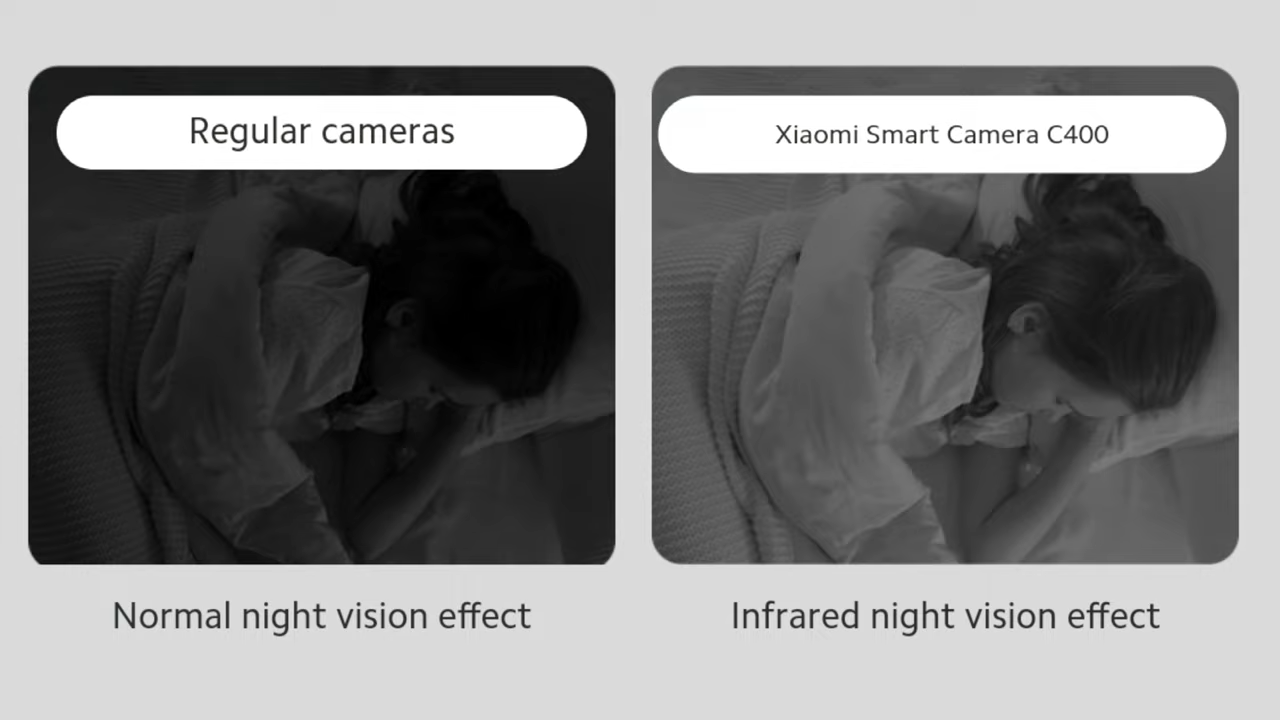 Regular cameras
Xiaomi Smart Camera C400
Normal night vision effect
Infrared night vision effect